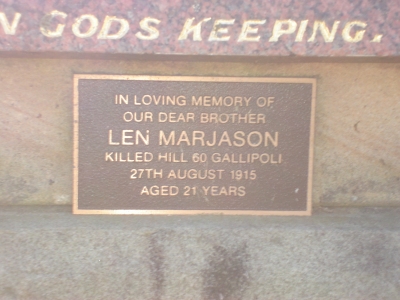 N GODS KEEPING.
IN LOVING MEMORY OF
OUR DEAR BROTHER
LEN MARJASON
KILLED HILL 60 GALLIPOLI
27TH AUGUST 1915
AGED 21 YEARS